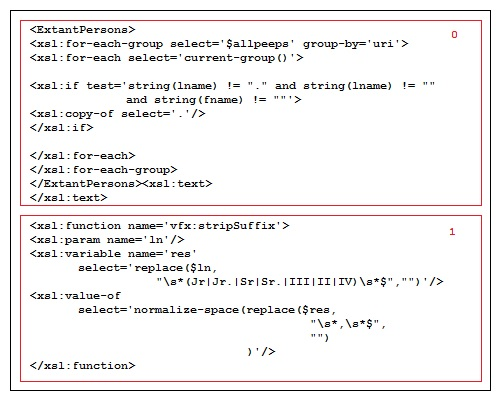 <ExtantPersons> 0
<xsl:for-each-group select='$allpeeps' group-by='uri'>
<xsl:for-each select='current-group()'>
<xsl:if test='string(lname) != "." and string(lname) != ""
and string(fname) != ""'>
<xsl:copy-of select='.'/>
</xsl:if>
</xsl:for-each>
</xsl:for-each-group>
</ExtantPersons><xsl:text>
</xsl:text>
<xsl:function name='vfx:stripSuffix'> 1
<xsl:param name='ln'/>
<xsl:variable name='res'
select='replace($ln,
"\s*(Jr|Jr.|Sr|Sr.|III|II|IV)\s*$","")'/>
<xsl:value-of
select='normalize-space(replace($res,
"\s*,\s*$",
"")
)'/>
</xsl:function>